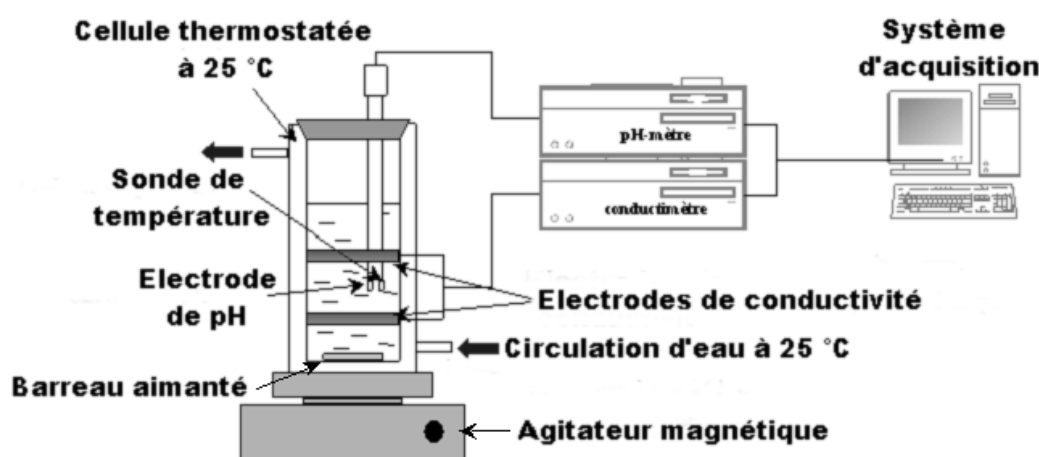 Cellule thermostatée
à 25 °C
Système
d'acquisition
pH-mètre
conductimètre
Sonde de
température
Electrode
de pH
Electrodes de conductivité
Circulation d'eau à 25 °C
Barreau aimanté
Agitateur magnétique